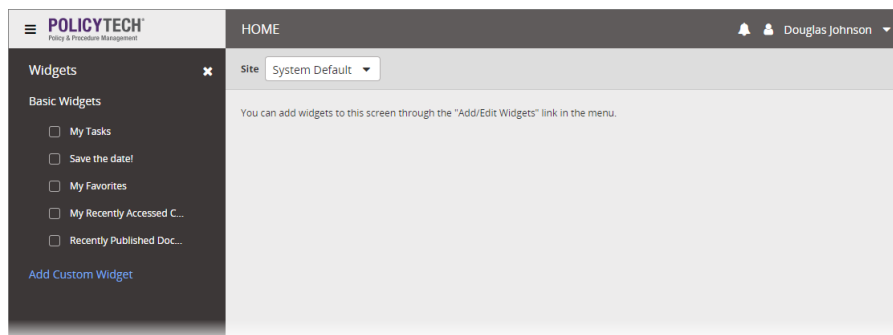 POLICYTECH
Policy & Procedure Management
HOME
Douglas Johnson
Widgets
Site System Default
Basic Widgets
You can add widgets to this screen through the "Add/Edit Widgets" link in the menu.
My Tasks
Save the date!
My Favorites
My Recently Accessed C...
Recently Published Doc...
Add Custom Widget